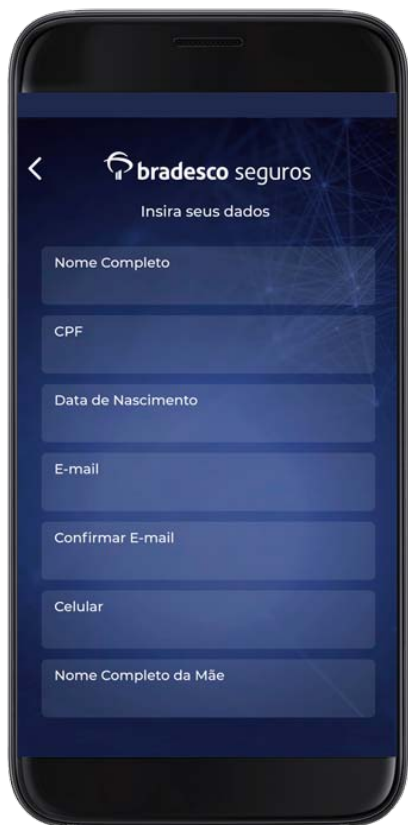 bradesco seguros
Insira seus dados
Nome Completo
CPF
Data de Nascimento
E-mail
Confirmar E-mail
Celular
Nome Completo da Mãe